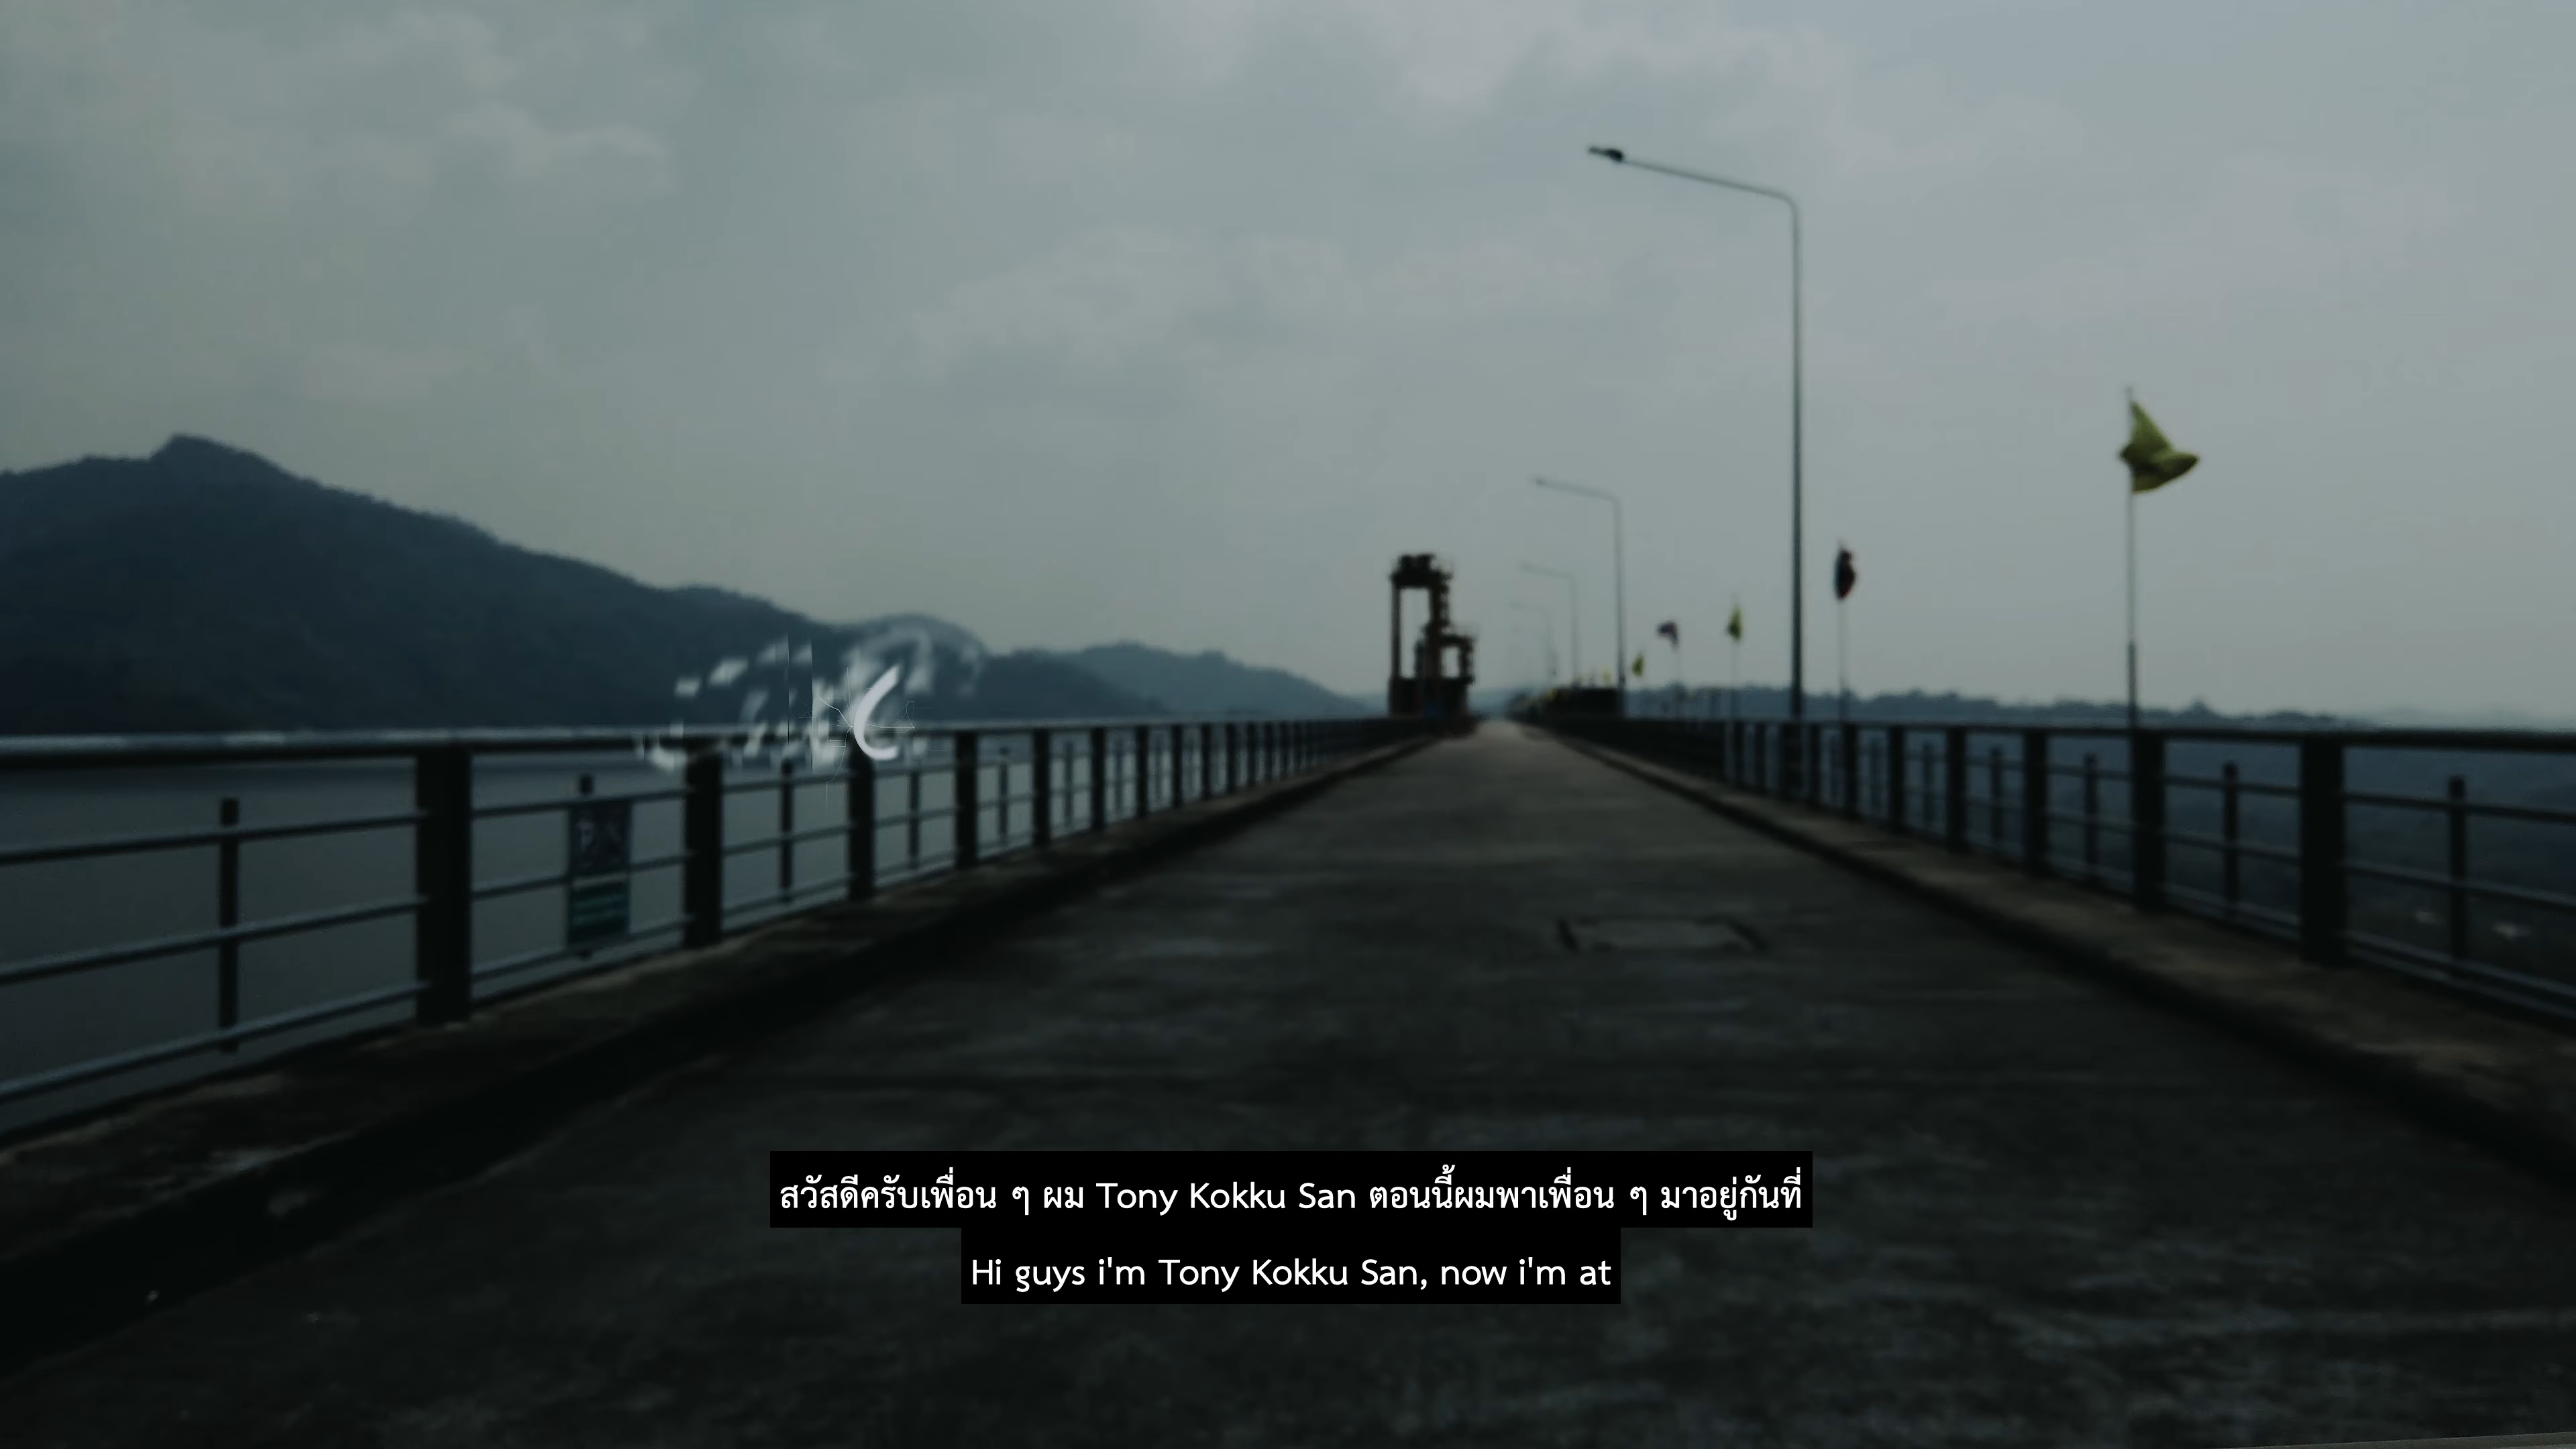 สวัสดีครับเพื่อน ๆ ผม Tony Kokku San ตอนนี้ผมพาเพื่อน ๆ มาอยู่กันที่
Hi guys i'm Tony Kokku San, now i'm at